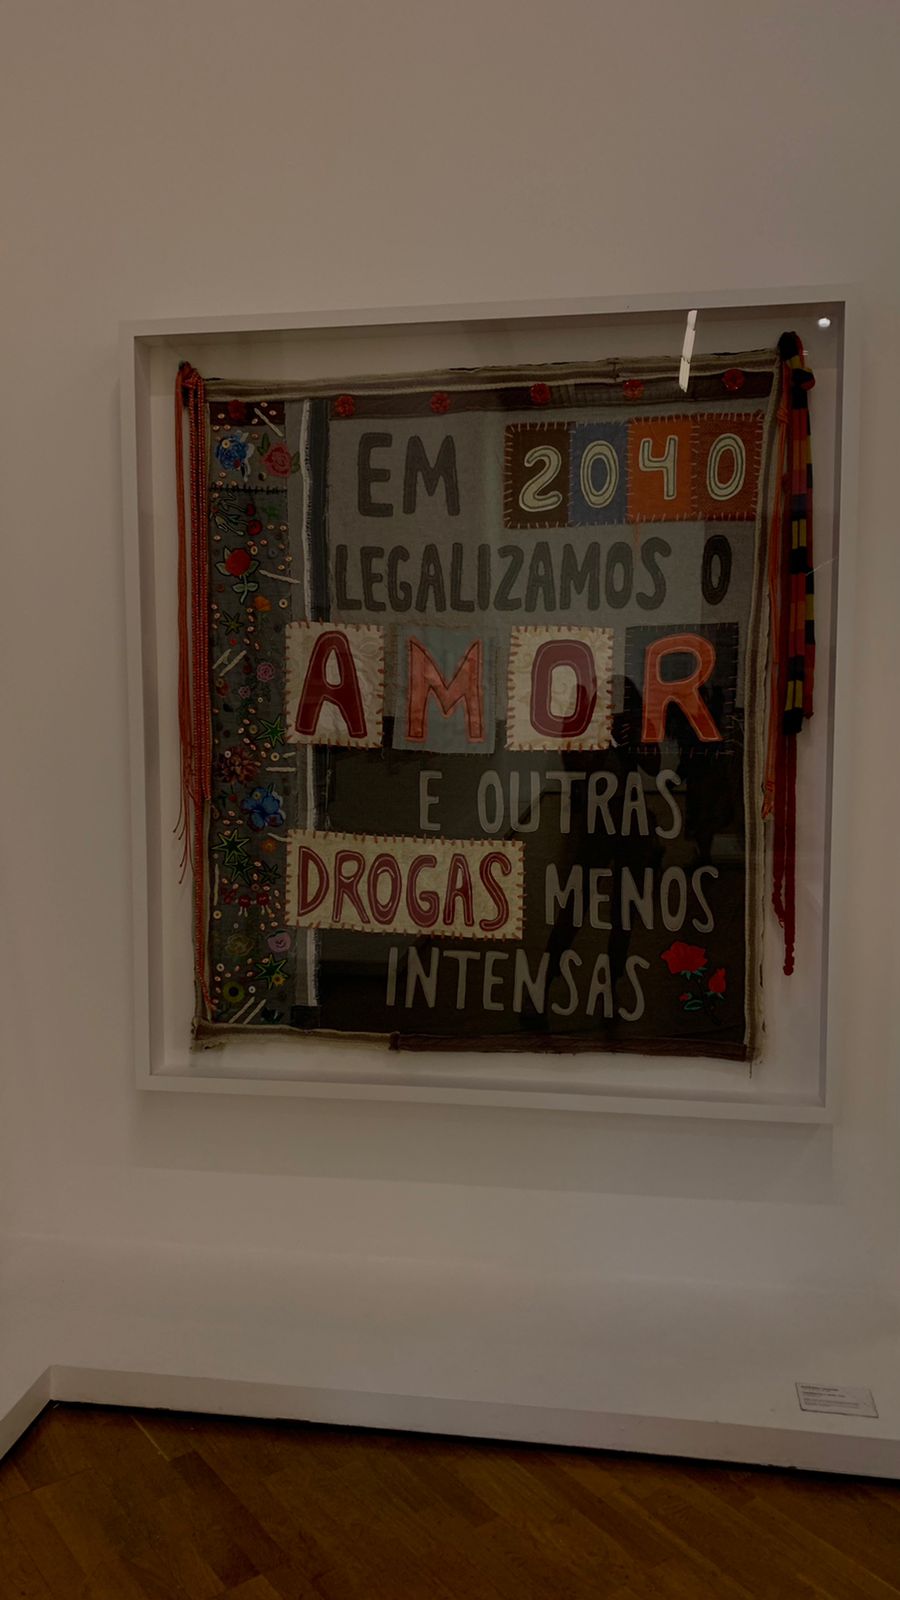 EM 2040
LEGALIZAMOS O
AMOR
E OUTRAS
DROGAS MENOS
INTENSAS